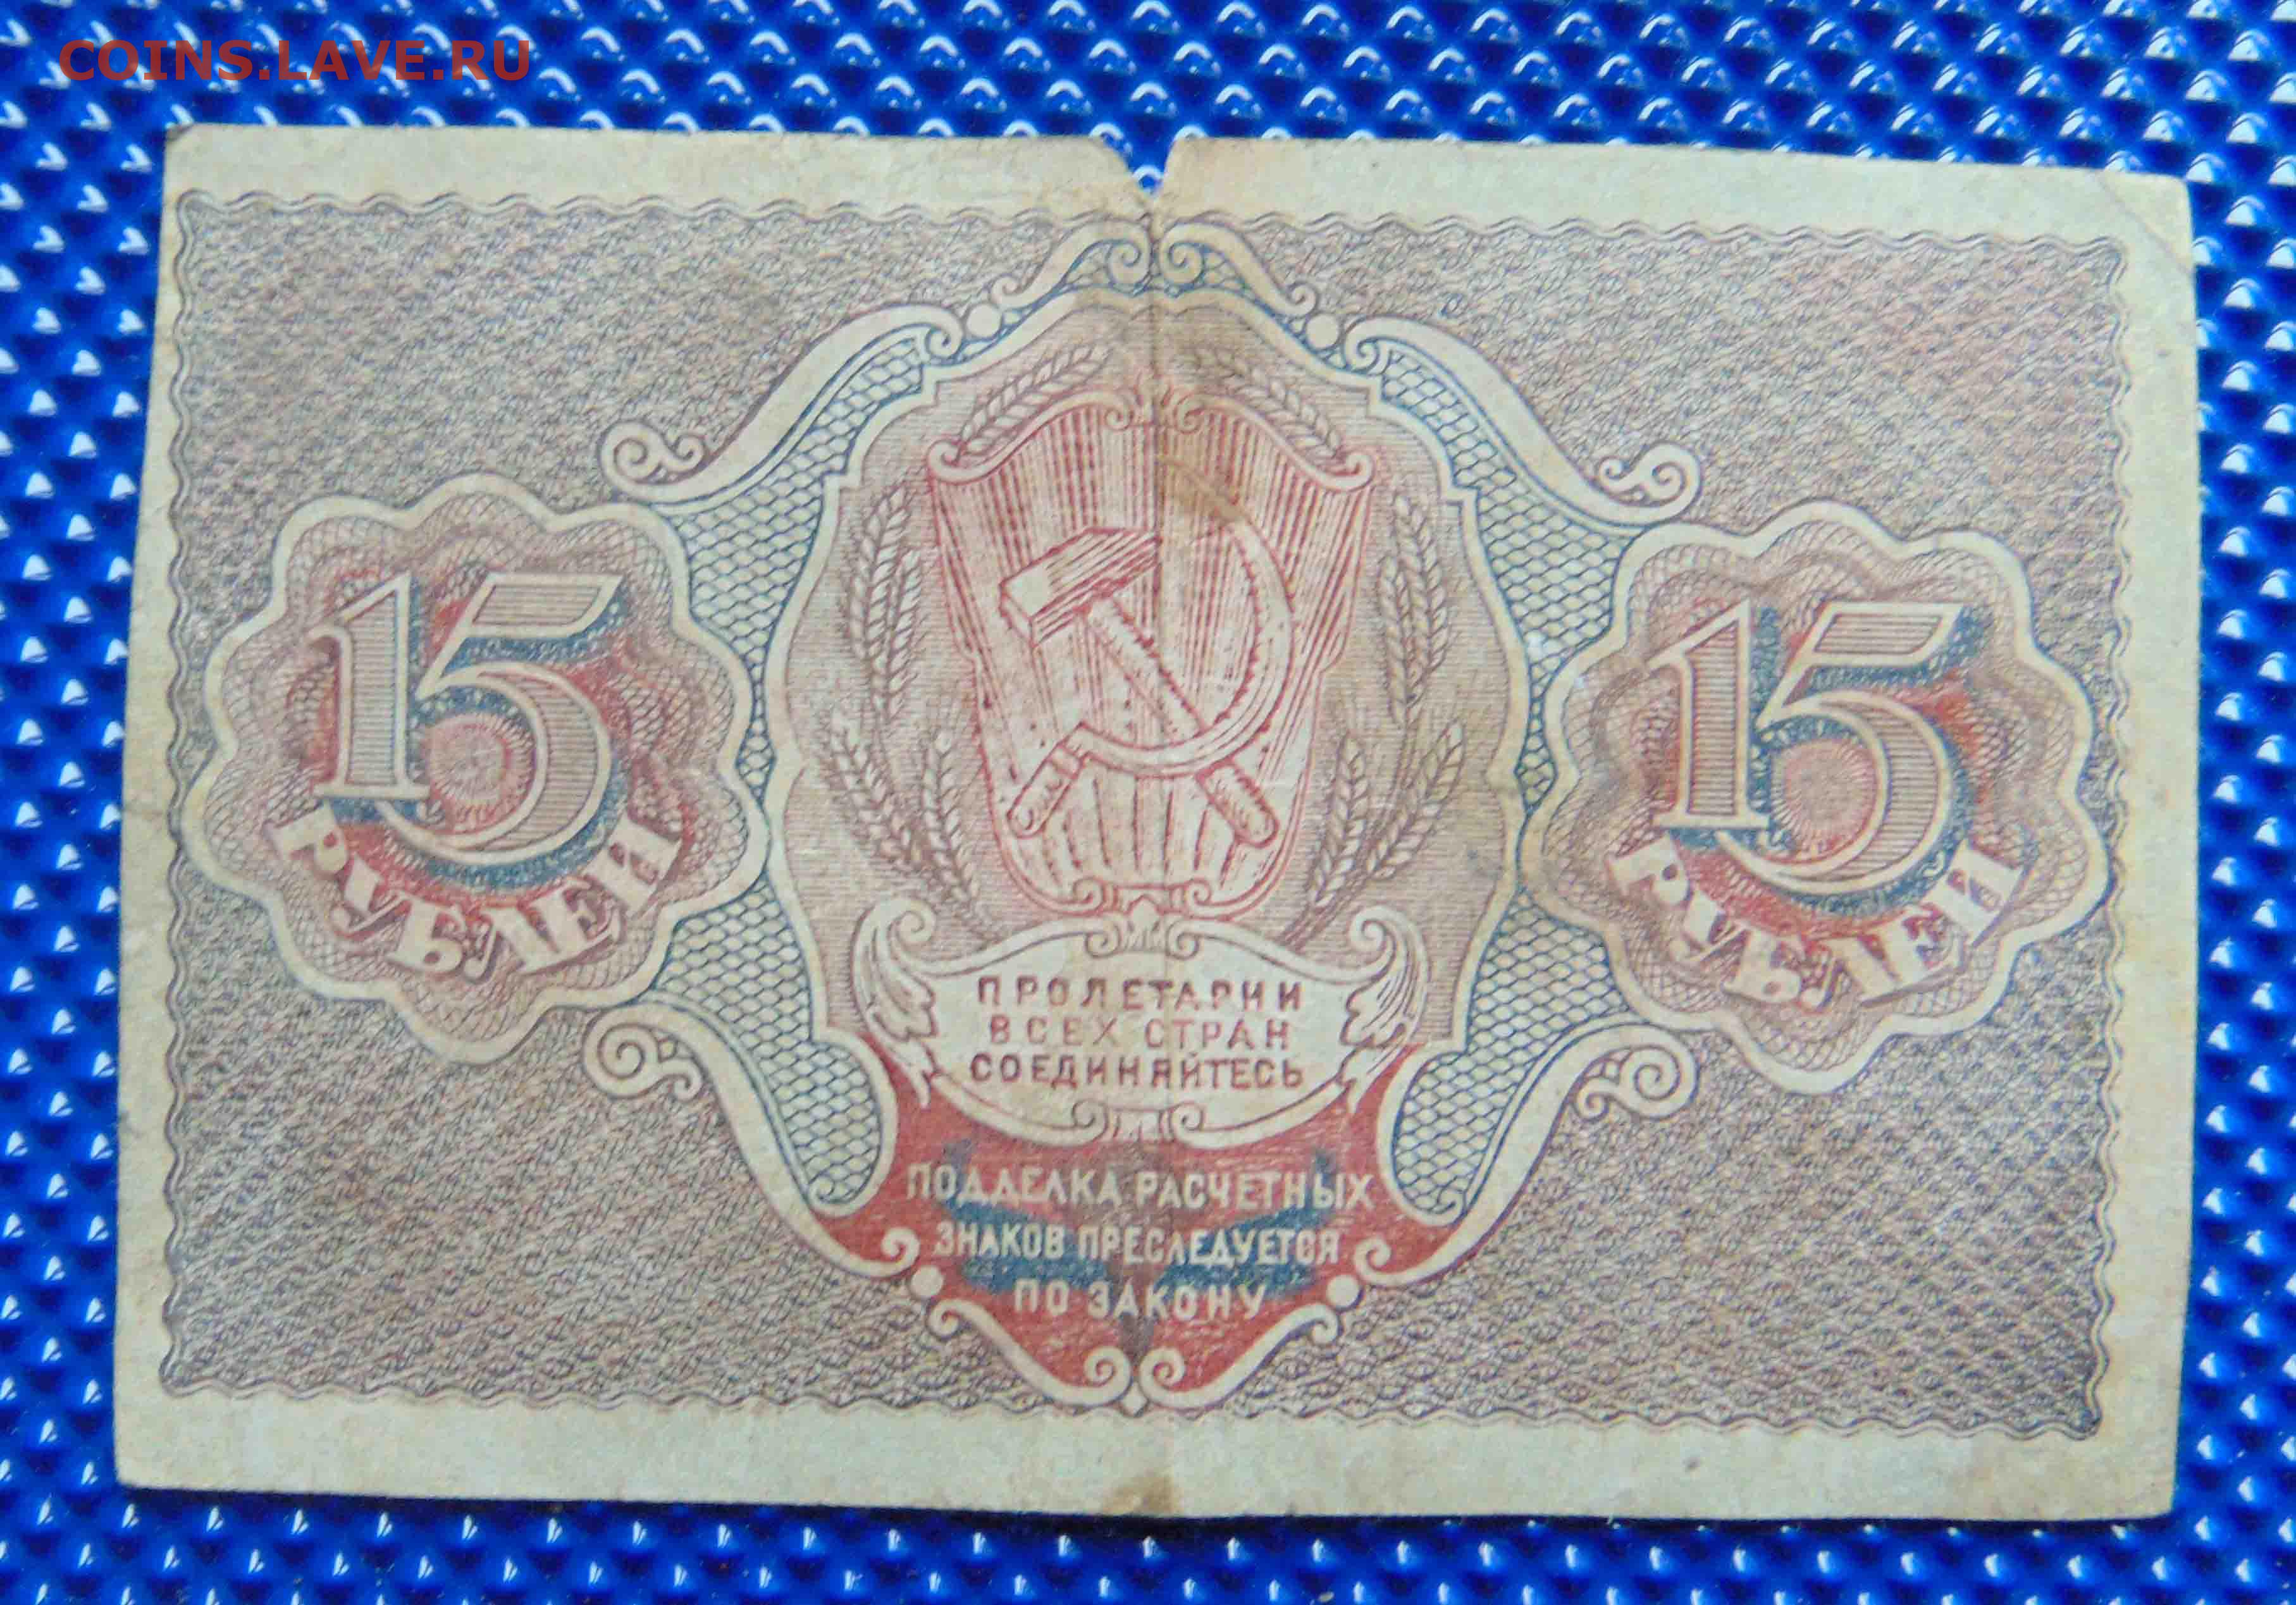 COINS.LAVE.RU
15
РУБЛЕЙ
15
РУБЛЕЙ
ПРОЛЕТАРИИ
ВСЕХ СТРАН
СОЕДИНЯЙТЕСЬ
ПОДДЕЛКА РАСЧЕТНЫХ
ЗНАКОВ ПРЕСЛЕДУЕТСЯ
ПО ЗАКОНУ